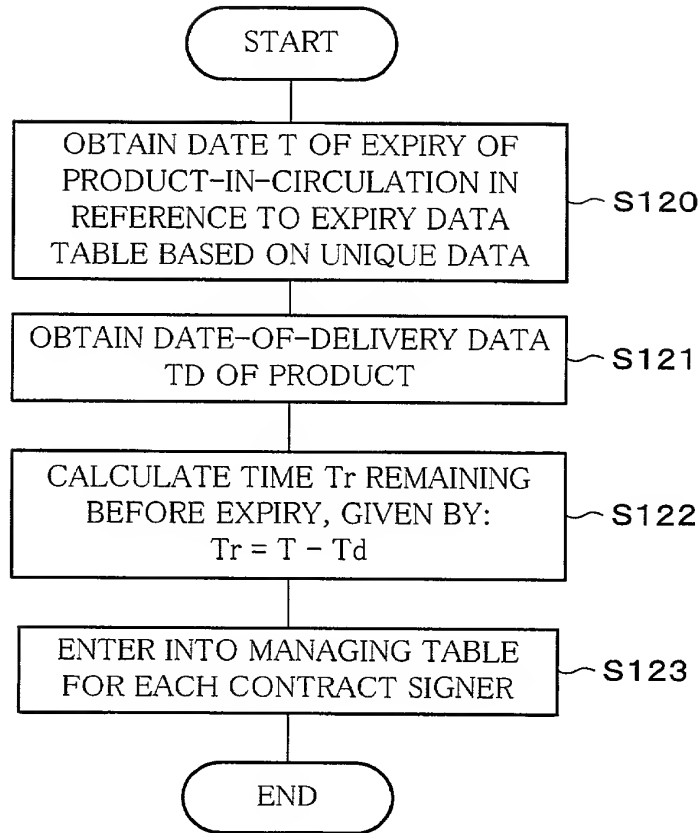 START
OBTAIN DATE T OF EXPIRY OF
PRODUCT-IN-CIRCULATION IN
REFERENCE TO EXPIRY DATA
TABLE BASED ON UNIQUE DATA
S120
OBTAIN DATE-OF-DELIVERY DATA
TD OF PRODUCT
S121
CALCULATE TIME Tr REMAINING
BEFORE EXPIRY, GIVEN BY:
Tr = T - Td
S122
ENTER INTO MANAGING TABLE
FOR EACH CONTRACT SIGNER
S123
END